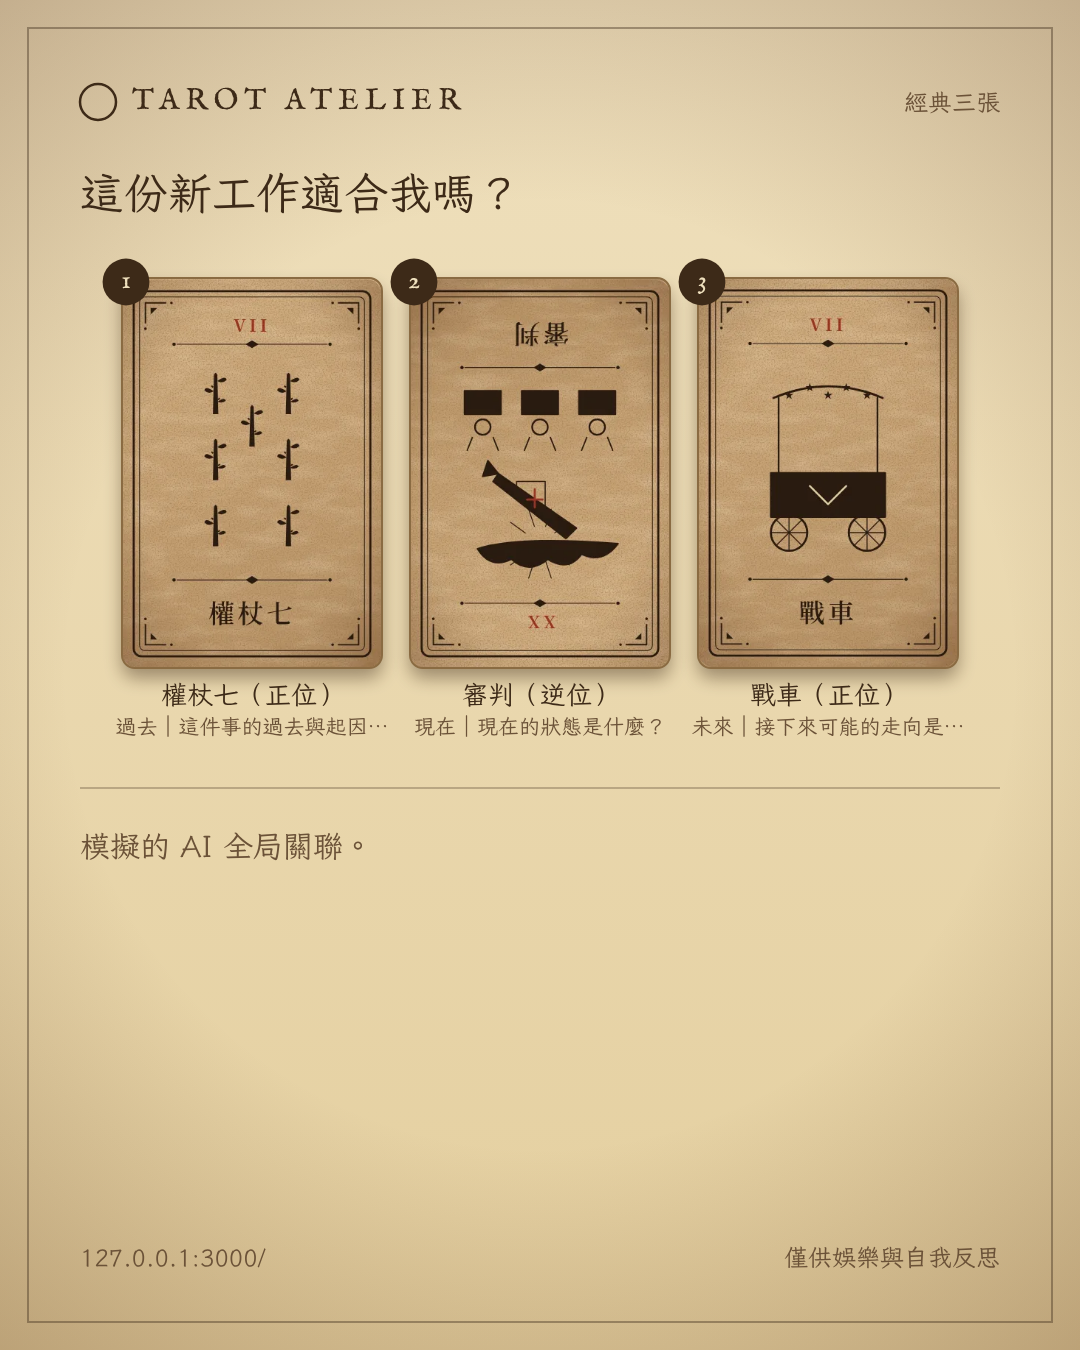 TAROT ATELIER
經典三張
這份新工作適合我嗎？
1
2
3
VII
權杖七
審判
XX
VII
戰車
權杖七（正位）
審判（逆位）
戰車（正位）
過去｜這件事的過去與起因…
現在｜現在的狀態是什麼？
未來｜接下來可能的走向是…
模擬的 AI 全局關聯。
127.0.0.1:3000/
僅供娛樂與自我反思